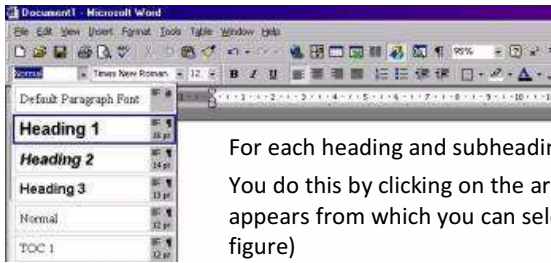 Document1 - Microsoft Word
File Edit View Insert Format Tools Table Window Help
95%
Normal Times New Roman 12 B I U
Default Paragraph Font
Heading 1 16 pt
Heading 2 14 pt
Heading 3 13 pt
Normal 12 pt
TOC 1 12 pt
For each heading and subheadin
You do this by clicking on the ar
appears from which you can sel
figure)